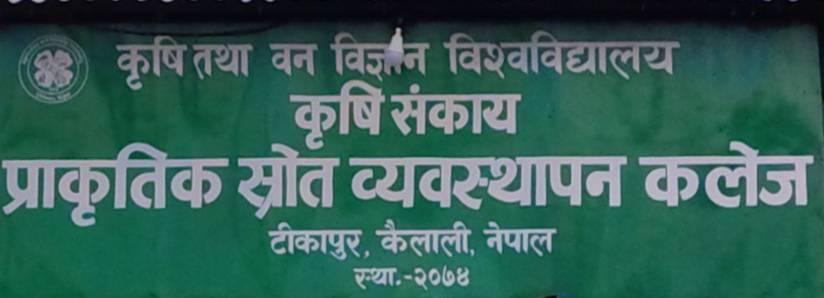 कृषि तथा वन विज्ञान विश्वविद्यालय
कृषि संकाय
प्राकृतिक स्रोत व्यवस्थापन कलेज
टीकापुर, कैलाली, नेपाल
स्था.-२०७४